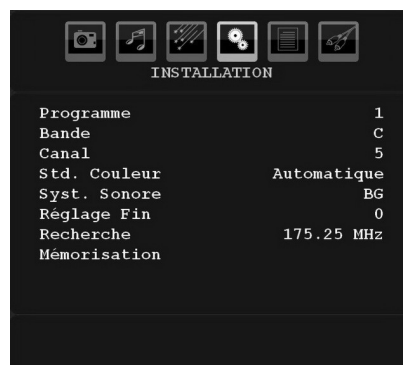 INSTALLATION
Programme 1
Bande C
Canal 5
Std. Couleur Automatique
Syst. Sonore BG
Réglage Fin 0
Recherche 175.25 MHz
Mémorisation